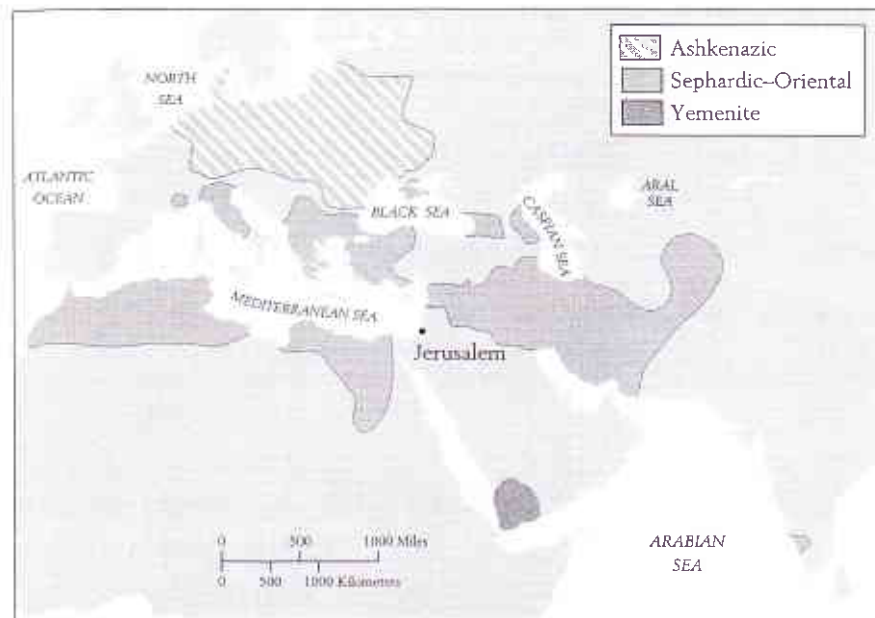 Ashkenazic
Sephardic–Oriental
Yemenite
NORTH
SEA
ATLANTIC
OCEAN
BLACK SEA
CASPIAN SEA
ARAL
SEA
MEDITERRANEAN SEA
Jerusalem
0 500 1000 Miles
0 500 1000 Kilometers
ARABIAN
SEA